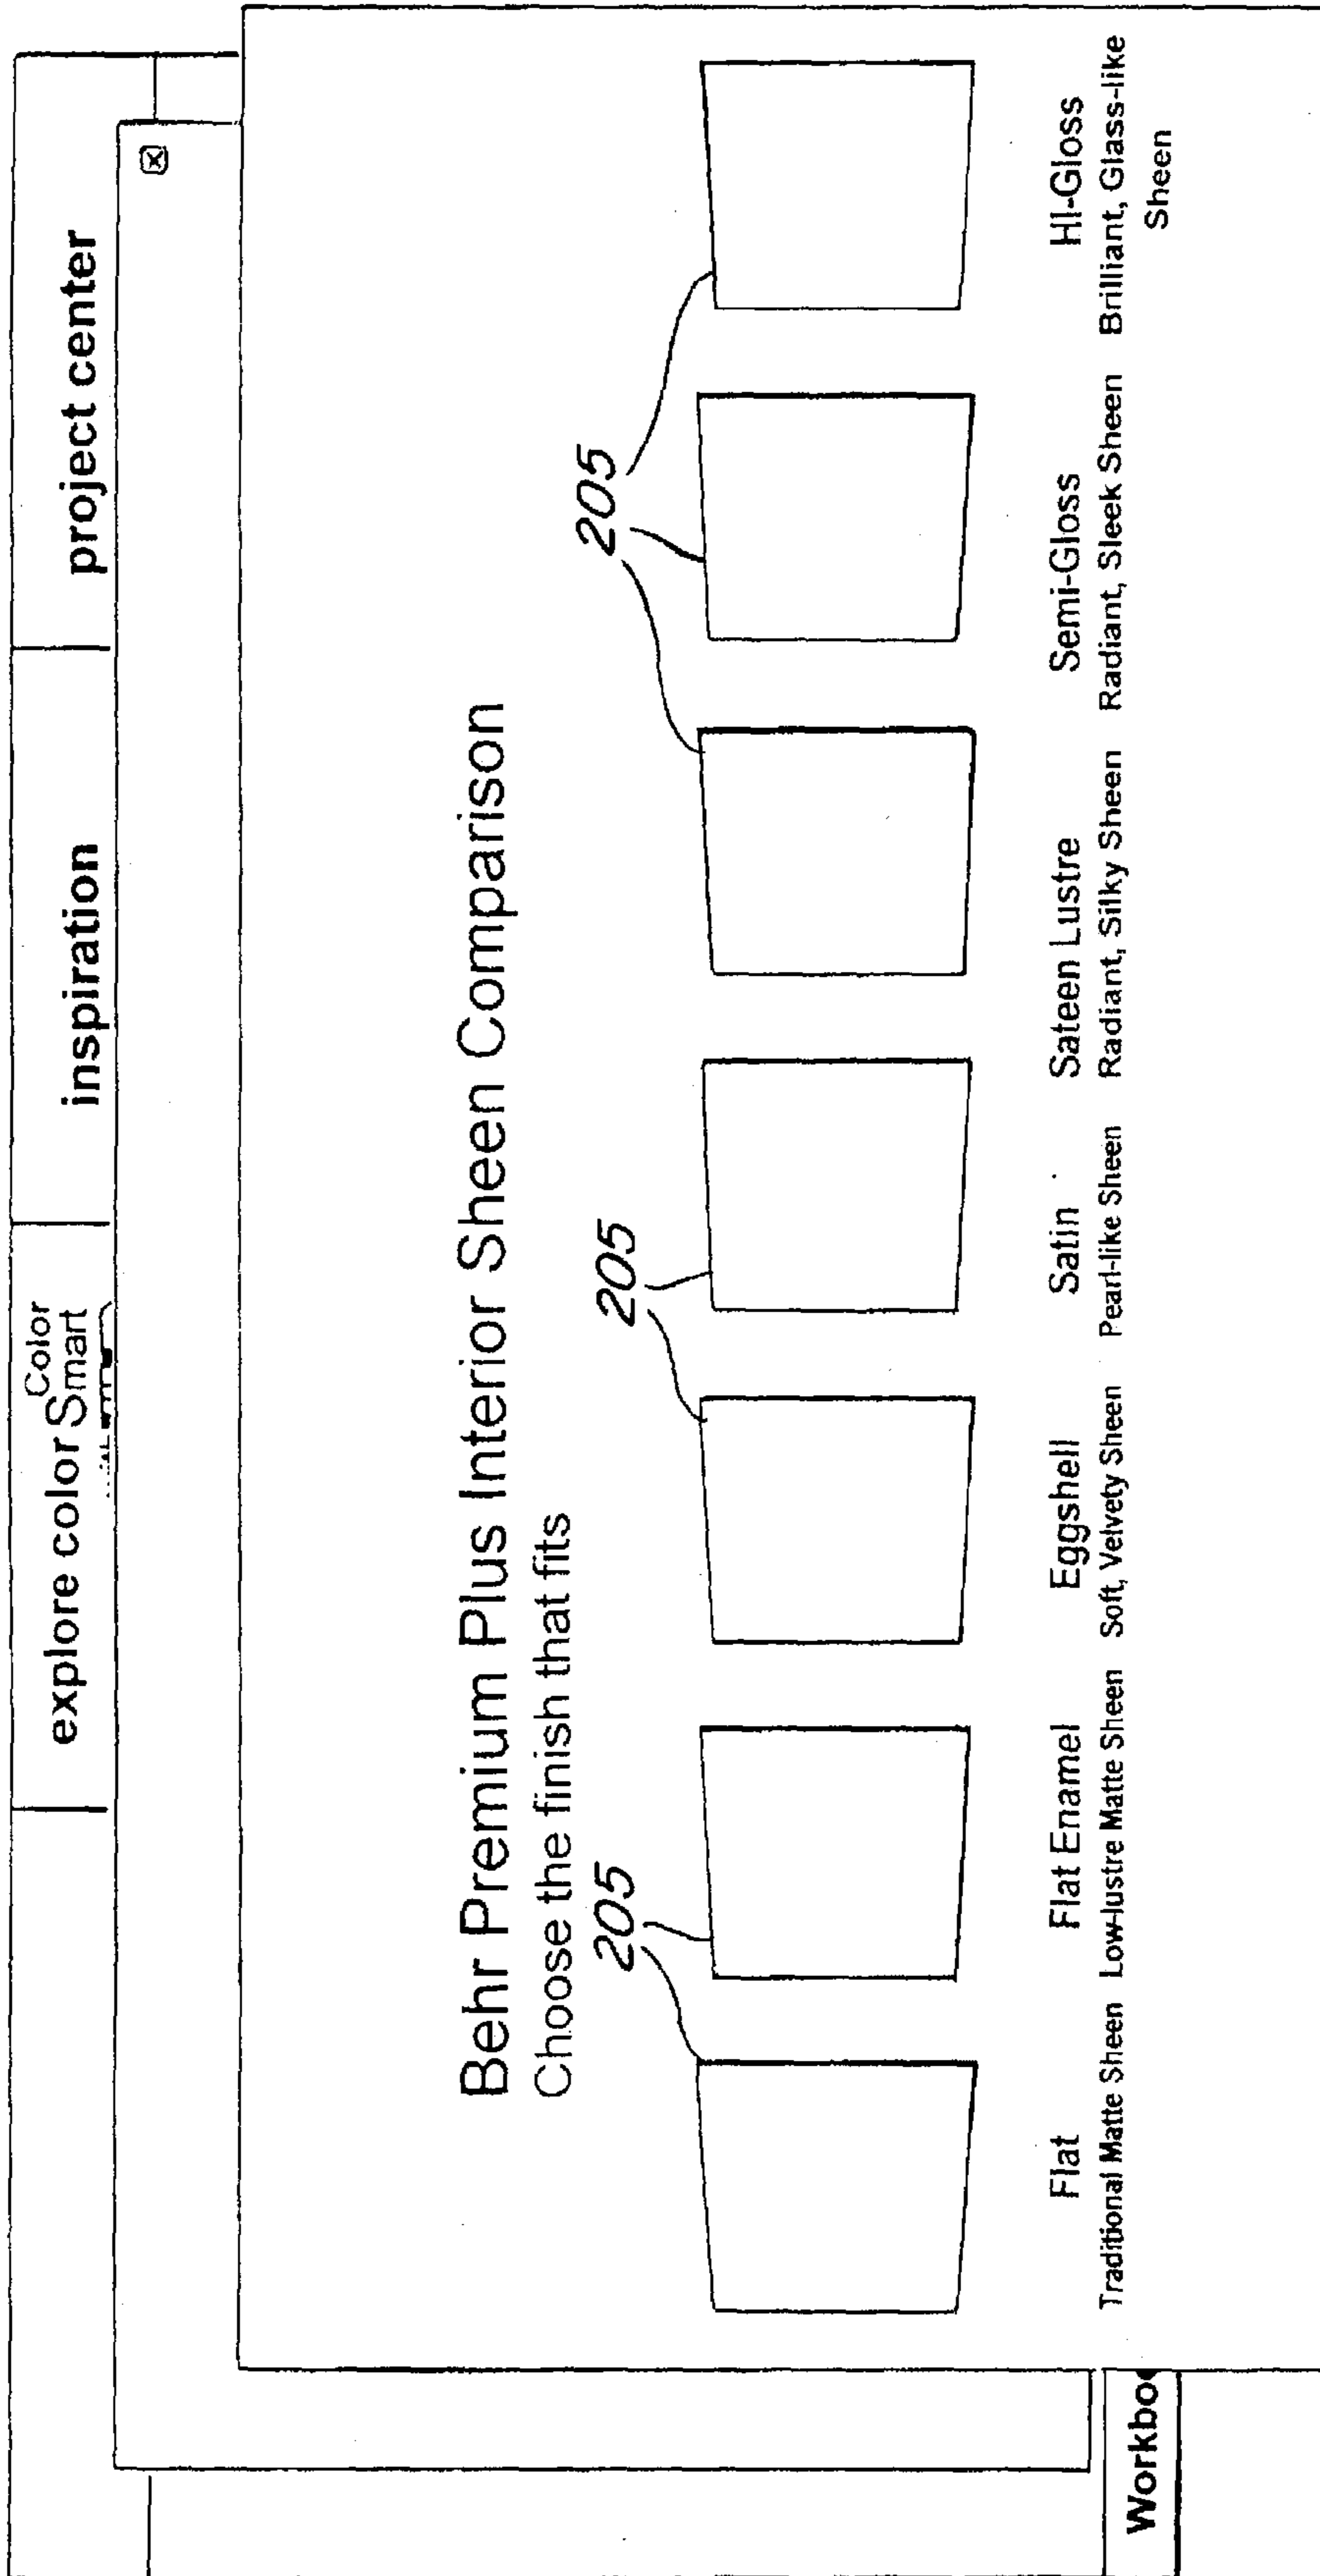 Color
explore color Smart
inspiration
project center
Behr Premium Plus Interior Sheen Comparison
Choose the finish that fits
205
205
205
Flat
Traditional Matte Sheen
Flat Enamel
Low-lustre Matte Sheen
Eggshell
Soft, Velvety Sheen
Satin
Pearl-like Sheen
Sateen Lustre
Radiant, Silky Sheen
Semi-Gloss
Radiant, Sleek Sheen
HI-Gloss
Brilliant, Glass-like
Sheen